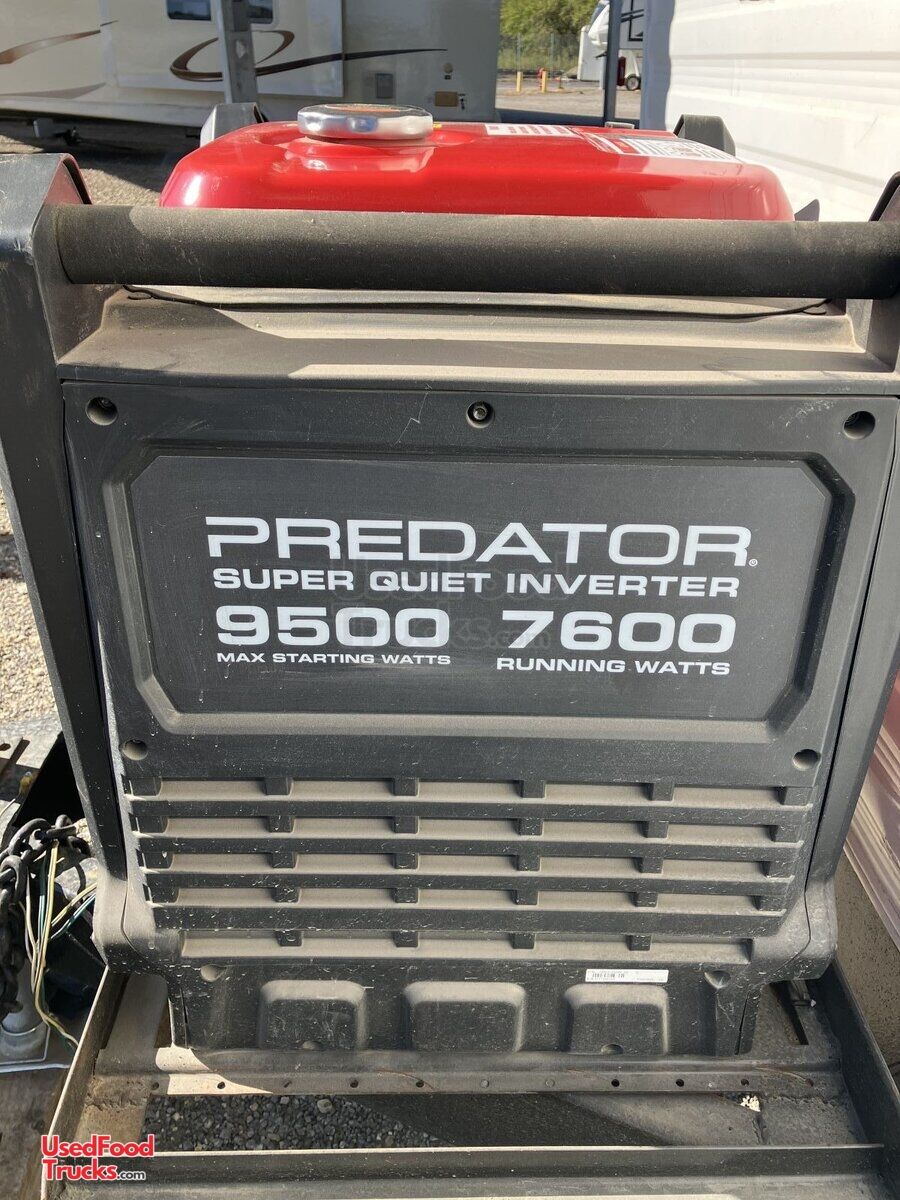 PREDATOR®
SUPER QUIET INVERTER
9500 7600
MAX STARTING WATTS RUNNING WATTS
UsedFood
Trucks.com